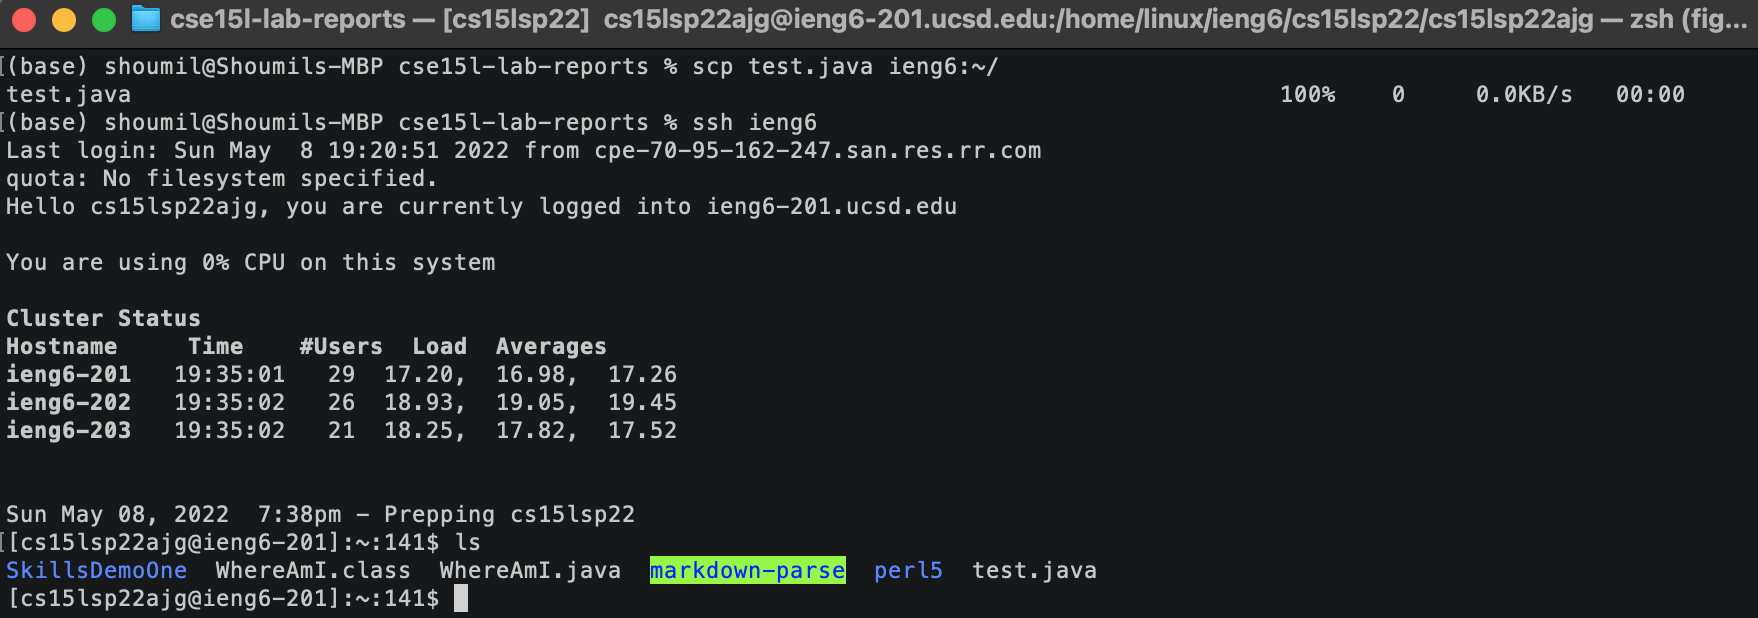 cse15l-lab-reports — [cs15lsp22] cs15lsp22ajg@ieng6-201.ucsd.edu:/home/linux/ieng6/cs15lsp22/cs15lsp22ajg — zsh (fig...
[(base) shoumil@Shoumils-MBP cse15l-lab-reports % scp test.java ieng6:~/
test.java 100% 0 0.0KB/s 00:00
[(base) shoumil@Shoumils-MBP cse15l-lab-reports % ssh ieng6
Last login: Sun May  8 19:20:51 2022 from cpe-70-95-162-247.san.res.rr.com
quota: No filesystem specified.
Hello cs15lsp22ajg, you are currently logged into ieng6-201.ucsd.edu
You are using 0% CPU on this system
Cluster Status
Hostname Time #Users Load Averages
ieng6-201 19:35:01 29 17.20, 16.98, 17.26
ieng6-202 19:35:02 26 18.93, 19.05, 19.45
ieng6-203 19:35:02 21 18.25, 17.82, 17.52
Sun May 08, 2022  7:38pm - Prepping cs15lsp22
[[cs15lsp22ajg@ieng6-201]:~:141$ ls
SkillsDemoOne WhereAmI.class WhereAmI.java markdown-parse perl5 test.java
[cs15lsp22ajg@ieng6-201]:~:141$